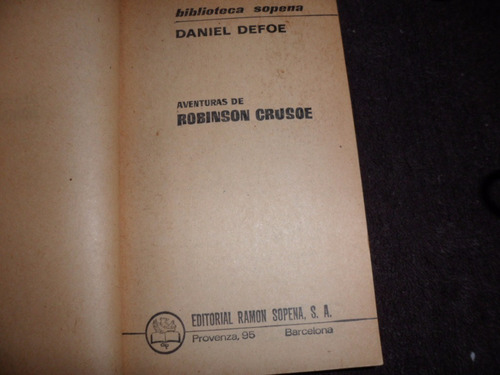 biblioteca sopena
DANIEL DEFOE
AVENTURAS DE
ROBINSON CRUSOE
EDITORIAL RAMON SOPENA, S. A.
Provenza, 95 Barcelona